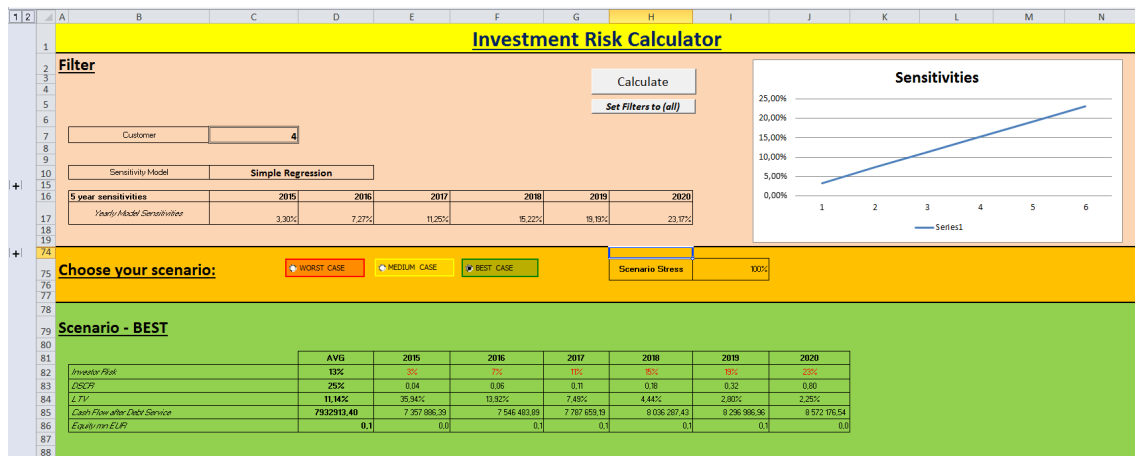 1 2 A B C D E F G H I J K L M N
1 Investment Risk Calculator
2 Filter
3
4 Calculate
5 Set Filters to (all)
6
7 Customer 4
8
9
10 Sensitivity Model Simple Regression
15
16 5 year sensitivities 2015 2016 2017 2018 2019 2020
17 Yearly Model Sensitivities 3,30% 7,27% 11,25% 15,22% 19,19% 23,17%
18
19
Sensitivities
25,00%
20,00%
15,00%
10,00%
5,00%
0,00%
1 2 3 4 5 6
Series1
74
75 Choose your scenario: WORST CASE MEDIUM CASE BEST CASE Scenario Stress 100%
76
77
78
79 Scenario - BEST
80
81 AVG 2015 2016 2017 2018 2019 2020
82 Investor Risk 13% 3% 7% 11% 15% 19% 23%
83 DSCR 25% 0,04 0,06 0,11 0,18 0,32 0,80
84 LTV 11,14% 35,94% 13,92% 7,49% 4,44% 2,80% 2,25%
85 Cash Flow after Debt Service 7932913,40 7 357 886,39 7 546 483,89 7 787 659,19 8 036 287,43 8 296 986,96 8 572 176,54
86 Equity mn EUR 0,1 0,0 0,1 0,1 0,1 0,1 0,0
87
88